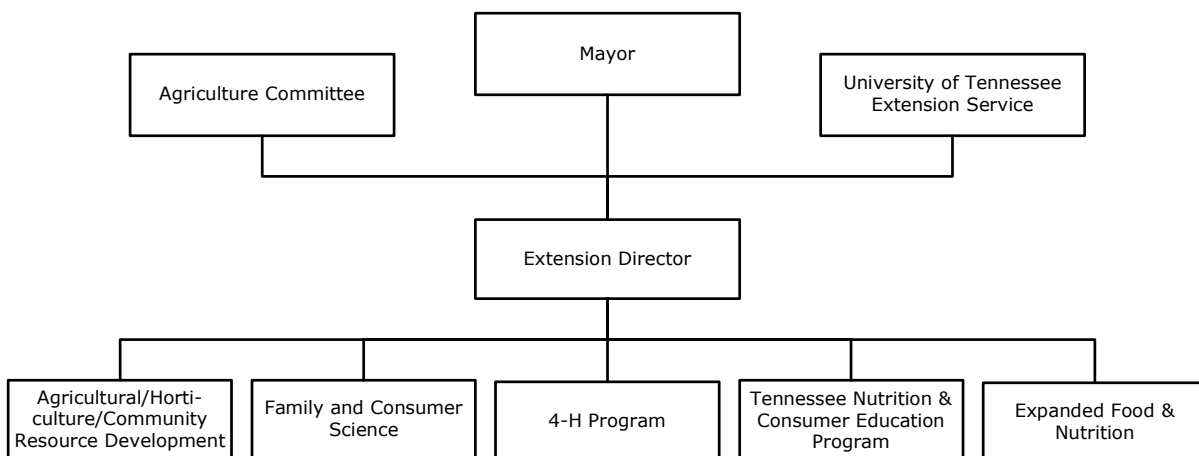 Mayor
Agriculture Committee
University of Tennessee
Extension Service
Extension Director
Agricultural/Horti-
culture/Community
Resource Development
Family and Consumer
Science
4-H Program
Tennessee Nutrition &
Consumer Education
Program
Expanded Food &
Nutrition